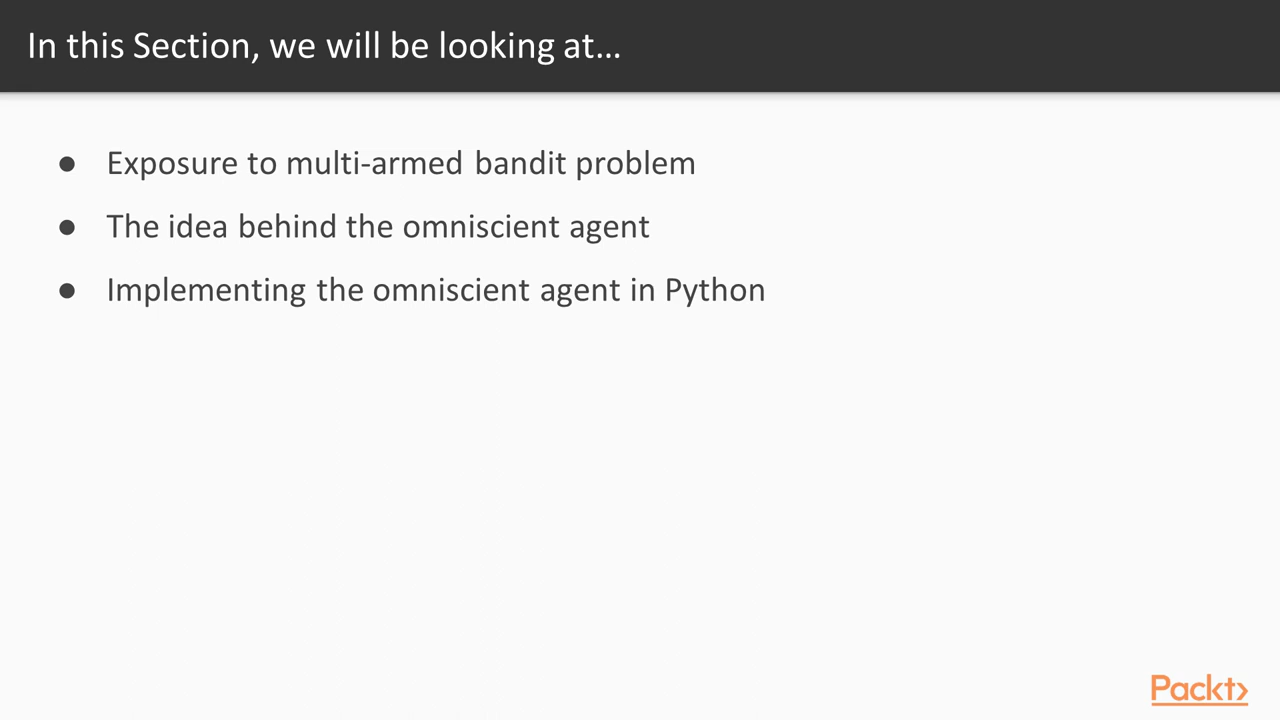 In this Section, we will be looking at…
● Exposure to multi-armed bandit problem
● The idea behind the omniscient agent
● Implementing the omniscient agent in Python
Packt>